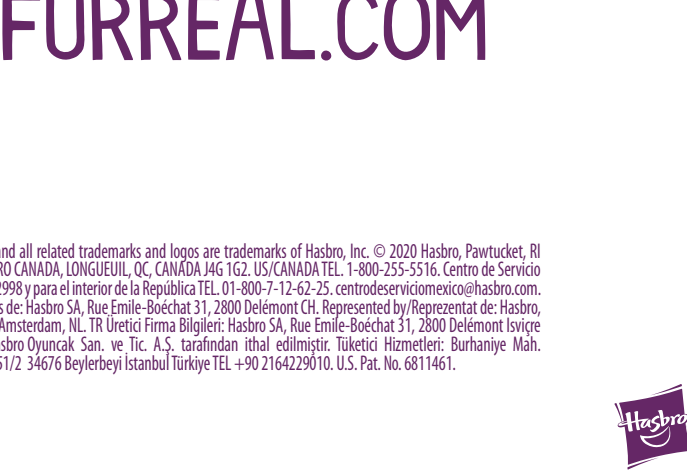 FURREAL.COM
and all related trademarks and logos are trademarks of Hasbro, Inc. © 2020 Hasbro, Pawtucket, RI
RO CANADA, LONGUEUIL, QC, CANADA J4G 1G2. US/CANADA TEL. 1-800-255-5516. Centro de Servicio
2998 y para el interior de la República TEL. 01-800-7-12-62-25. centrodeserviciomexico@hasbro.com.
s de: Hasbro SA, Rue Emile-Boéchat 31, 2800 Delémont CH. Represented by/Reprezentat de: Hasbro,
Amsterdam, NL. TR Üretici Firma Bilgileri: Hasbro SA, Rue Emile-Boéchat 31, 2800 Delémont Isviçre
sbro Oyuncak San. ve Tic. A.Ş. tarafından ithal edilmiştir. Tüketici Hizmetleri: Burhaniye Mah.
51/2 34676 Beylerbeyi İstanbul Türkiye TEL +90 2164229010. U.S. Pat. No. 6811461.
Hasbro